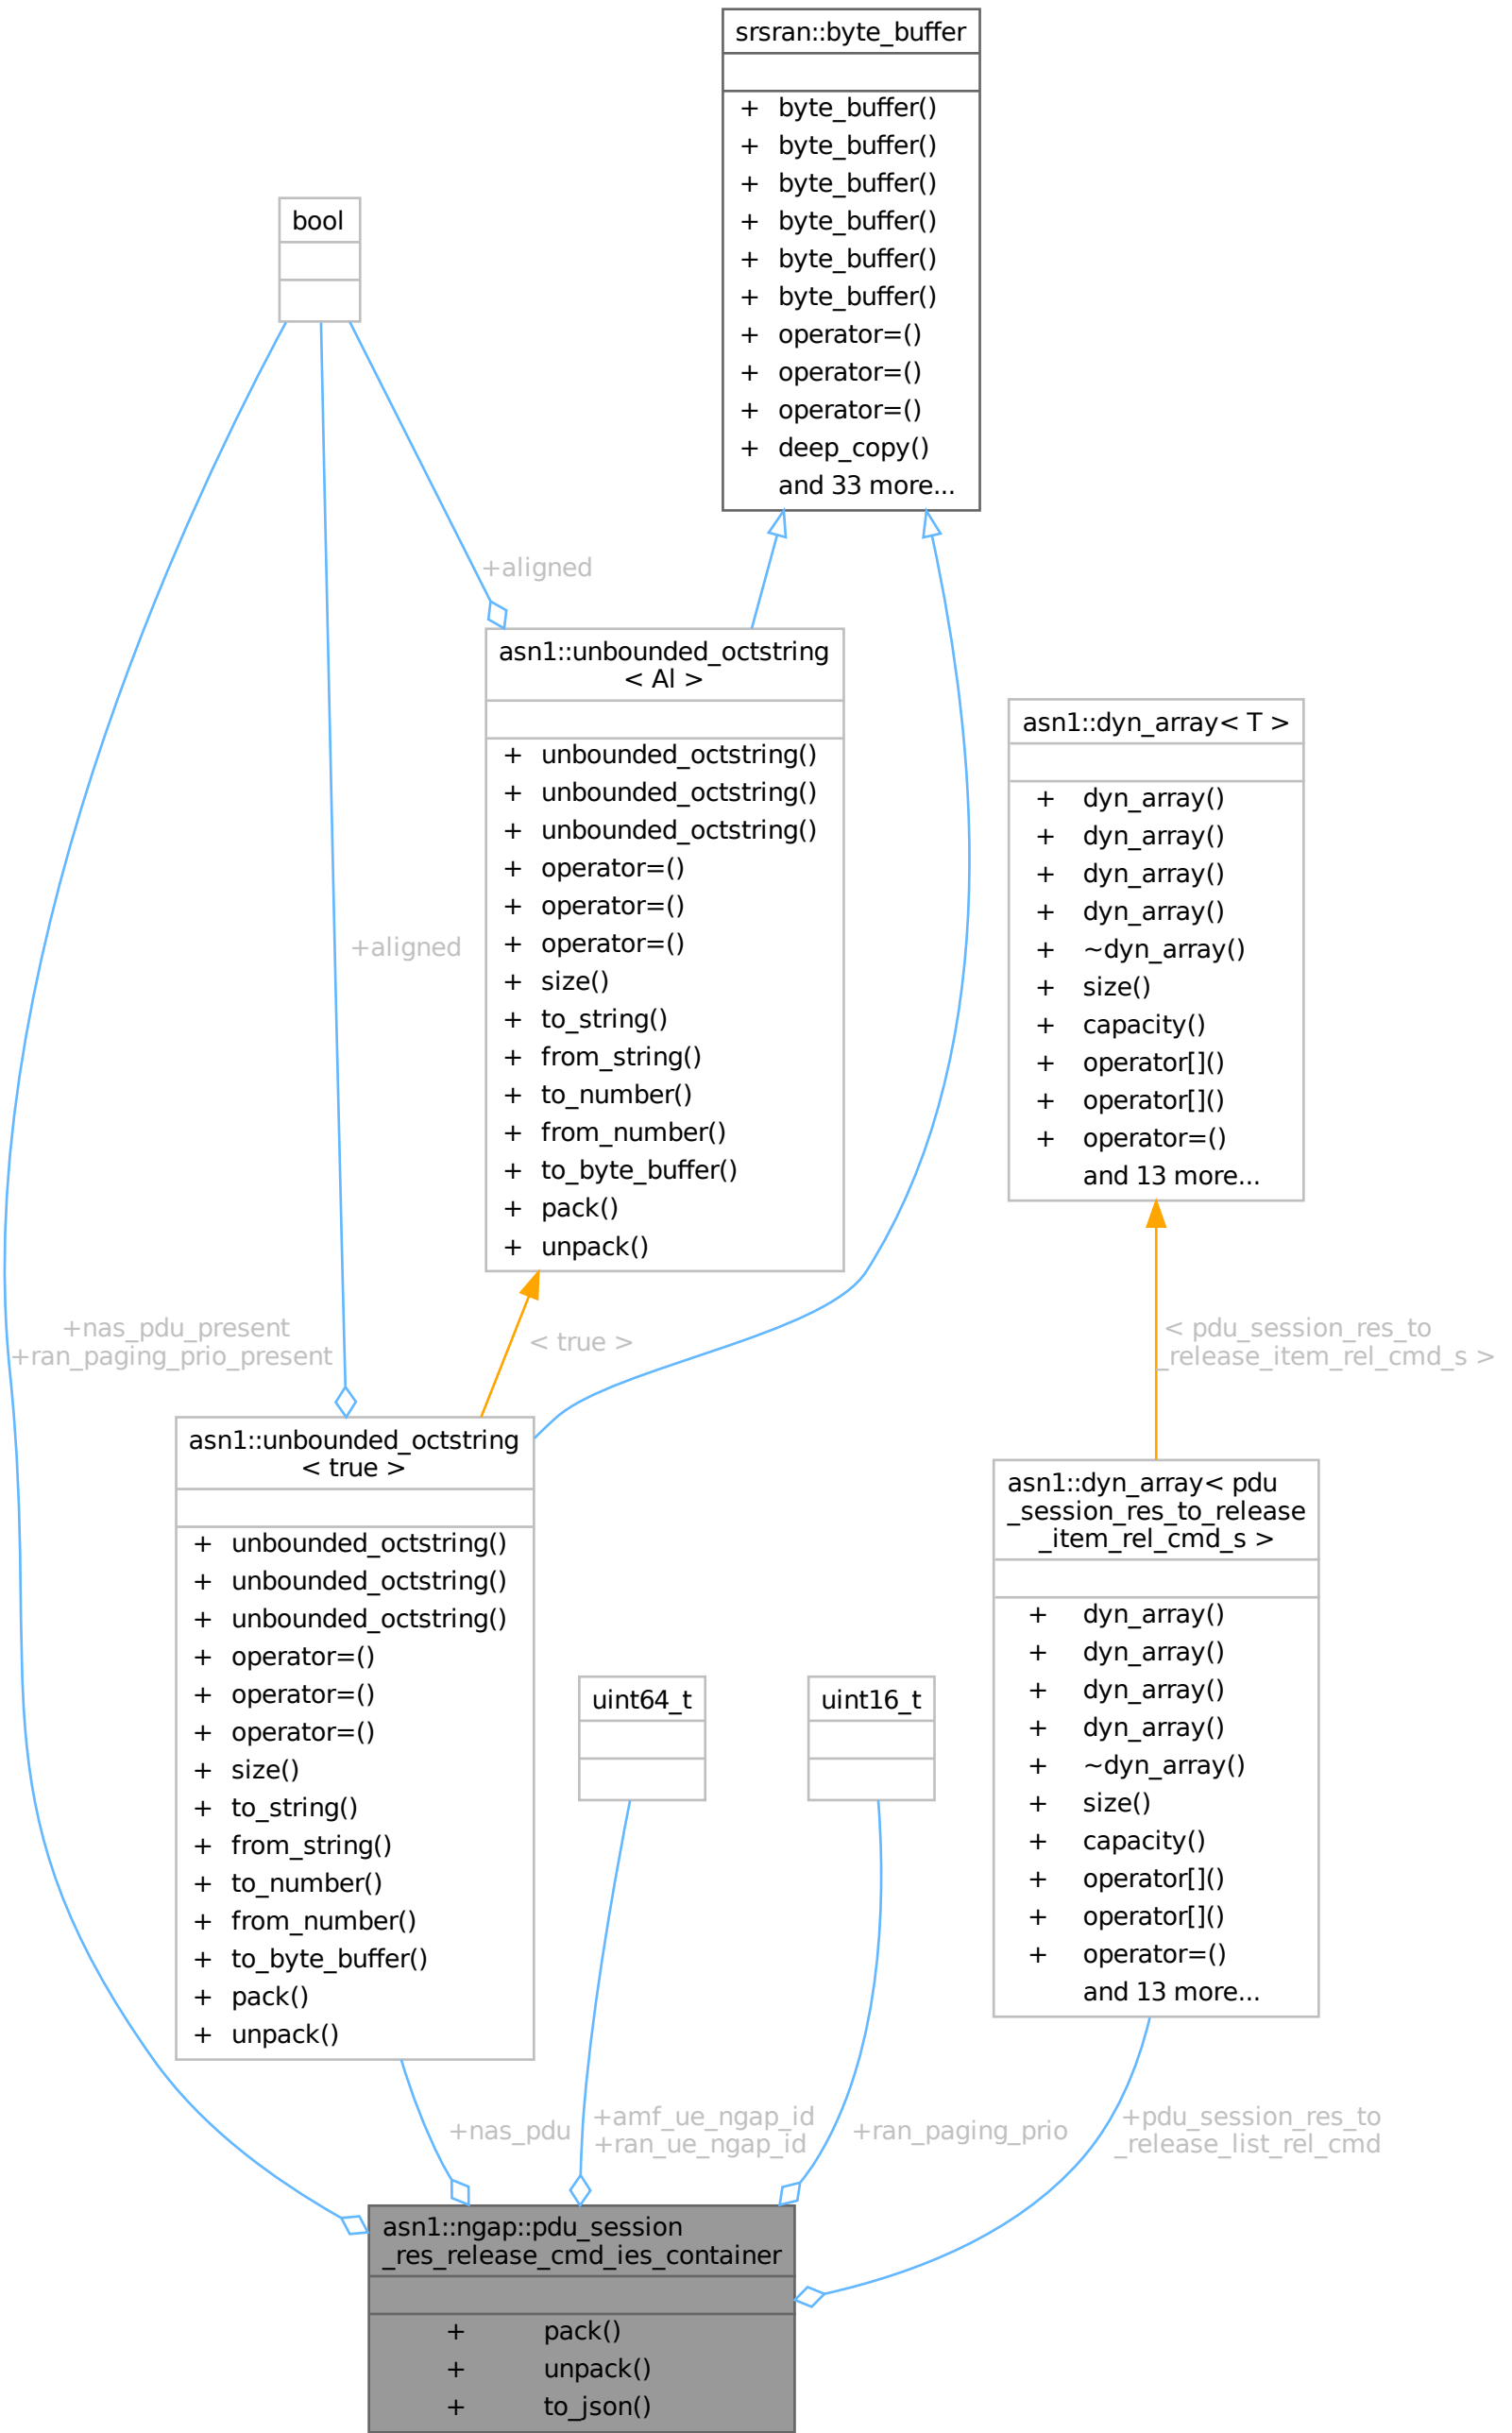 srsran::byte_buffer
+ byte_buffer()
+ byte_buffer()
+ byte_buffer()
+ byte_buffer()
+ byte_buffer()
+ byte_buffer()
+ operator=()
+ operator=()
+ operator=()
+ deep_copy()
and 33 more...
bool
+aligned
asn1::unbounded_octstring
< Al >
+ unbounded_octstring()
+ unbounded_octstring()
+ unbounded_octstring()
+ operator=()
+ operator=()
+ operator=()
+ size()
+ to_string()
+ from_string()
+ to_number()
+ from_number()
+ to_byte_buffer()
+ pack()
+ unpack()
asn1::dyn_array< T >
+ dyn_array()
+ dyn_array()
+ dyn_array()
+ dyn_array()
+ ~dyn_array()
+ size()
+ capacity()
+ operator[]()
+ operator[]()
+ operator=()
and 13 more...
+aligned
+nas_pdu_present
+ran_paging_prio_present
< true >
< pdu_session_res_to
_release_item_rel_cmd_s >
asn1::unbounded_octstring
< true >
+ unbounded_octstring()
+ unbounded_octstring()
+ unbounded_octstring()
+ operator=()
+ operator=()
+ operator=()
+ size()
+ to_string()
+ from_string()
+ to_number()
+ from_number()
+ to_byte_buffer()
+ pack()
+ unpack()
uint64_t
uint16_t
asn1::dyn_array< pdu
_session_res_to_release
_item_rel_cmd_s >
+ dyn_array()
+ dyn_array()
+ dyn_array()
+ dyn_array()
+ ~dyn_array()
+ size()
+ capacity()
+ operator[]()
+ operator[]()
+ operator=()
and 13 more...
+nas_pdu
+amf_ue_ngap_id
+ran_ue_ngap_id
+ran_paging_prio
+pdu_session_res_to
_release_list_rel_cmd
asn1::ngap::pdu_session
_res_release_cmd_ies_container
+ pack()
+ unpack()
+ to_json()